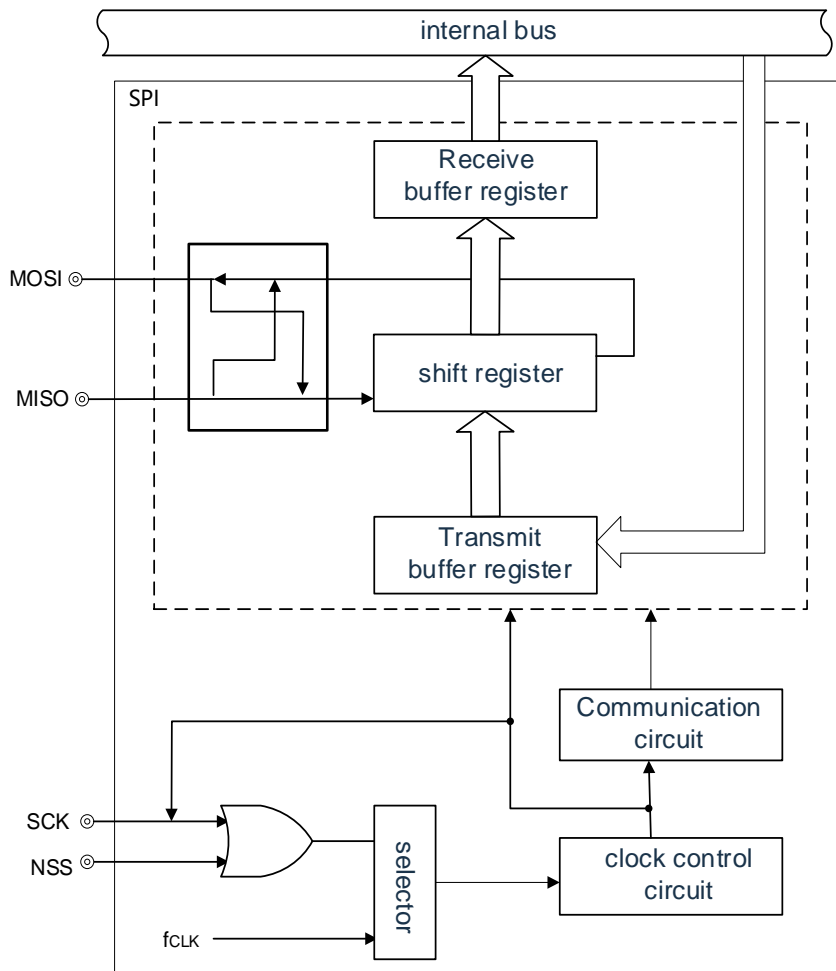 internal bus
SPI
Receive
buffer register
MOSI
shift register
MISO
Transmit
buffer register
Communication
circuit
SCK
NSS
selector
clock control
circuit
fCLK